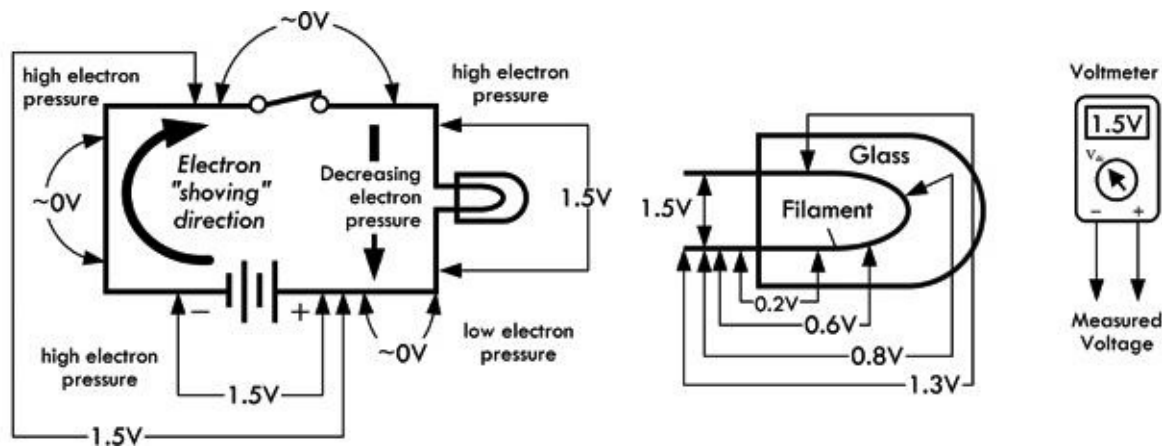 ~0V
high electron
pressure
high electron
pressure
Electron
"shoving"
direction
Decreasing
electron
pressure
~0V
1.5V
−
+
high electron
pressure
~0V
low electron
pressure
1.5V
1.5V
Glass
Filament
1.5V
0.2V
0.6V
0.8V
1.3V
Voltmeter
1.5V
− +
Measured
Voltage